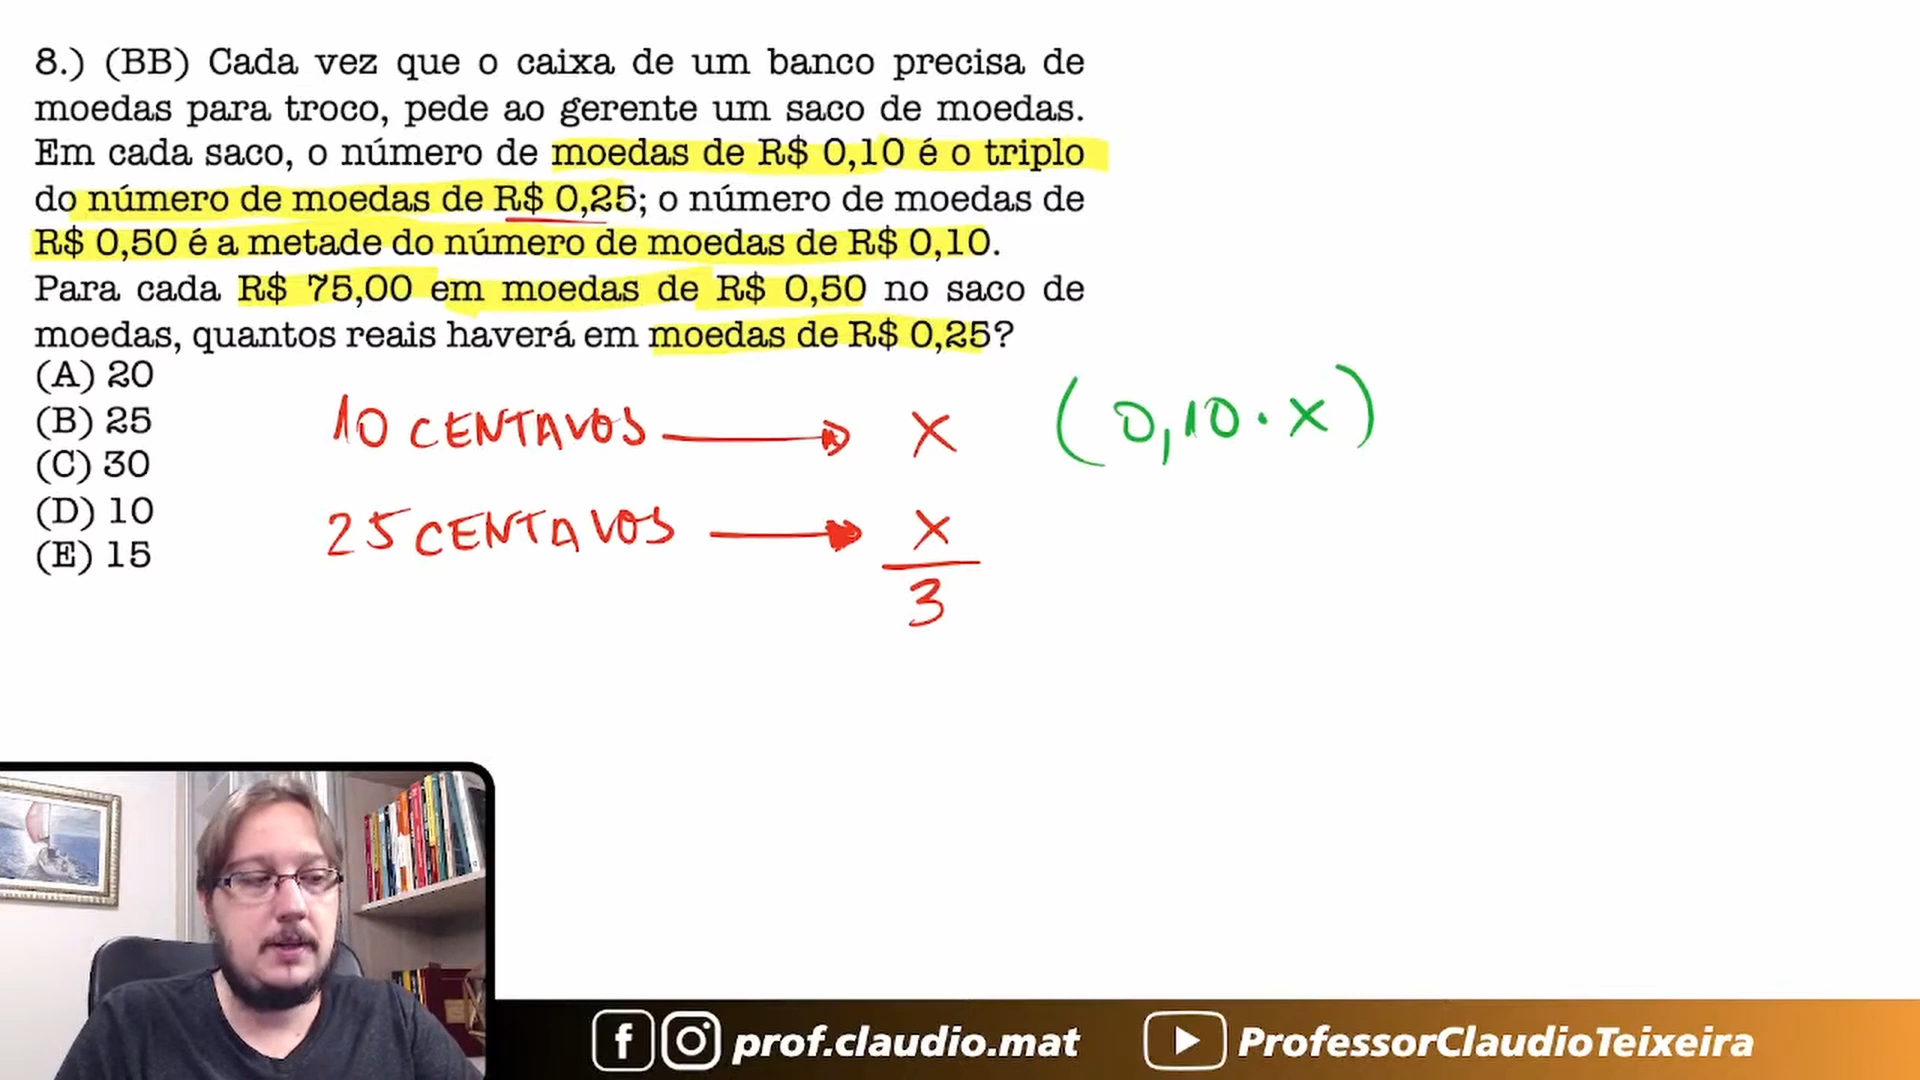 8.) (BB) Cada vez que o caixa de um banco precisa de
moedas para troco, pede ao gerente um saco de moedas.
Em cada saco, o número de moedas de R$ 0,10 é o triplo
do número de moedas de R$ 0,25; o número de moedas de
R$ 0,50 é a metade do número de moedas de R$ 0,10.
Para cada R$ 75,00 em moedas de R$ 0,50 no saco de
moedas, quantos reais haverá em moedas de R$ 0,25?
(A) 20
(B) 25
(C) 30
(D) 10
(E) 15
10 CENTAVOS → X (0,10 · X)
25 CENTAVOS → X
3
prof.claudio.mat ProfessorClaudioTeixeira